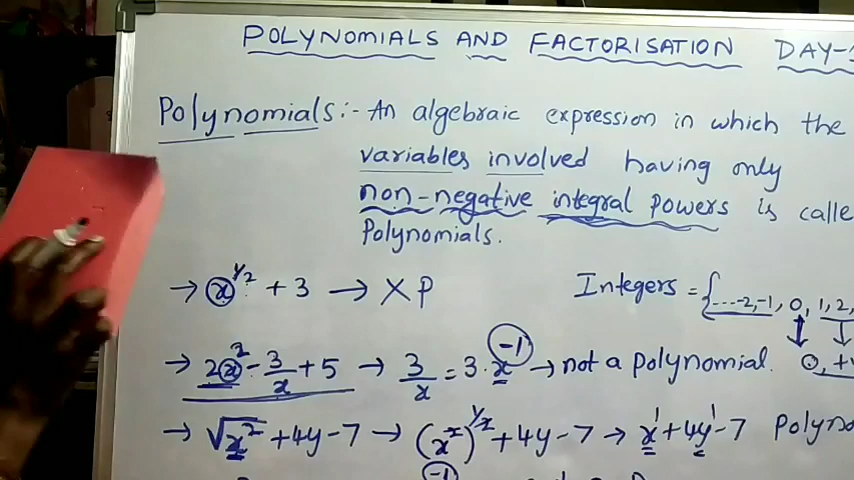 POLYNOMIALS AND FACTORISATION DAY-
Polynomials:- An algebraic expression in which the
variables involved having only
non-negative integral powers is calle
Polynomials.
→ x^1/2 + 3 → X P
Integers = {....-2,-1, 0, 1, 2,
→ 2x^2 - 3/x + 5 → 3/x = 3·x^-1 → not a polynomial. 0, +
→ √x^2 + 4y - 7 → (x^2)^1/2 + 4y - 7 → x^1 + 4y^1 - 7 Polyno
-1